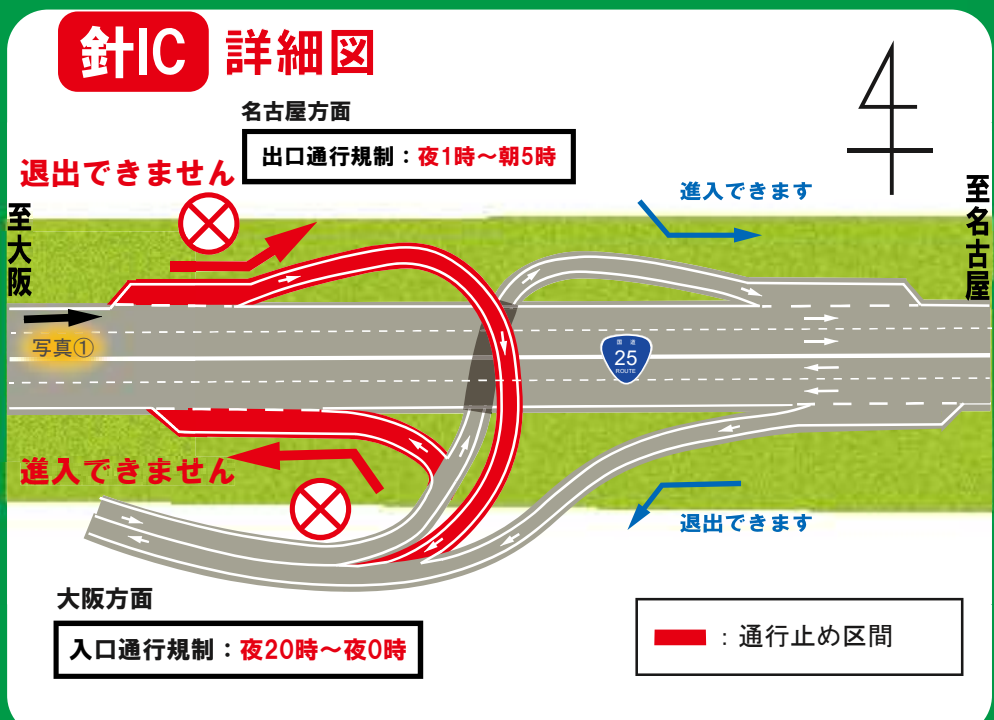 針IC 詳細図
名古屋方面
出口通行規制：夜1時～朝5時
退出できません
進入できます
至大阪
至名古屋
写真①
国道
25
ROUTE
進入できません
退出できます
大阪方面
入口通行規制：夜20時～夜0時
：通行止め区間